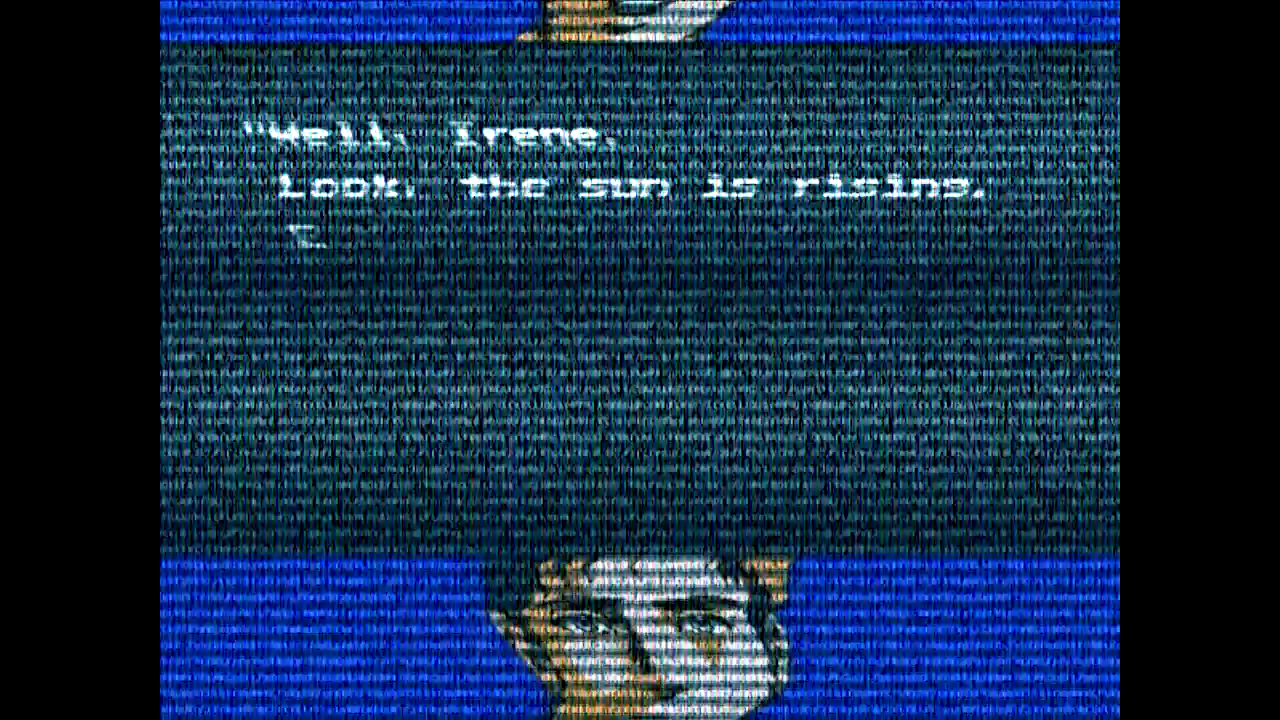 "Well, Irene,
Look, the sun is rising.